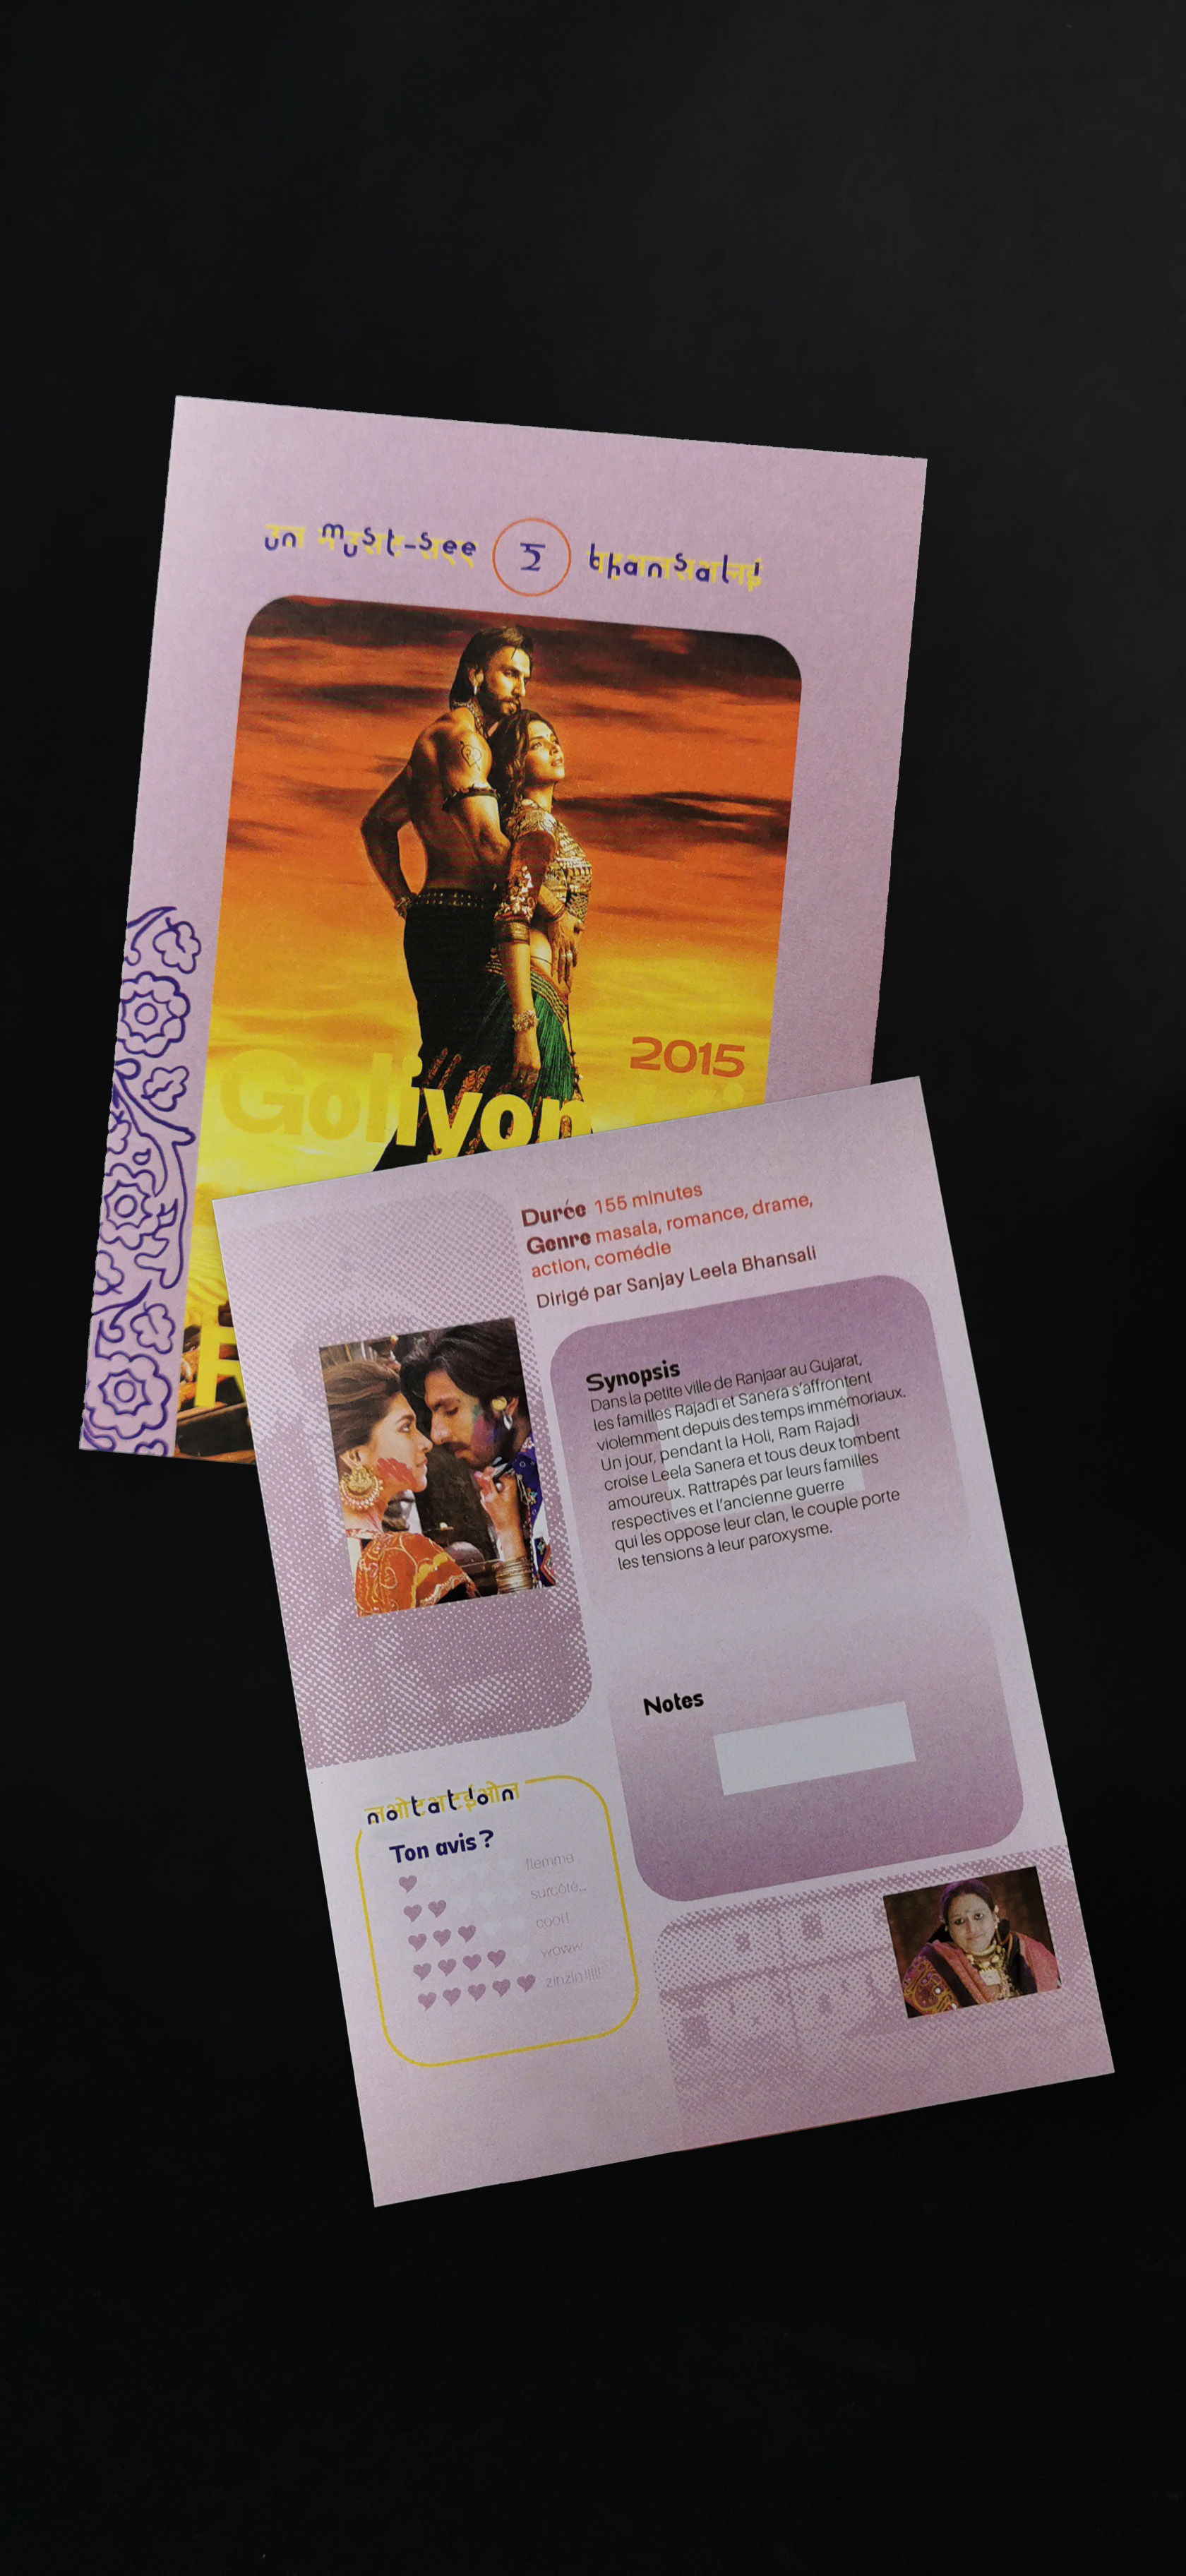 un must-see
2
bhansali
2015
Goliyon
Durée 155 minutes
Genre masala, romance, drame,
action, comédie
Dirigé par Sanjay Leela Bhansali
Synopsis
Dans la petite ville de Ranjaar au Gujarat,
les familles Rajadi et Sanera s'affrontent
violemment depuis des temps immémoriaux.
Un jour, pendant la Holi, Ram Rajadi
croise Leela Sanera et tous deux tombent
amoureux. Rattrapés par leurs familles
respectives et l'ancienne guerre
qui les oppose leur clan, le couple porte
les tensions à leur paroxysme.
Notes
notation
Ton avis ?
flemme
surcôté...
cool!
woww
zinzin!!!!!